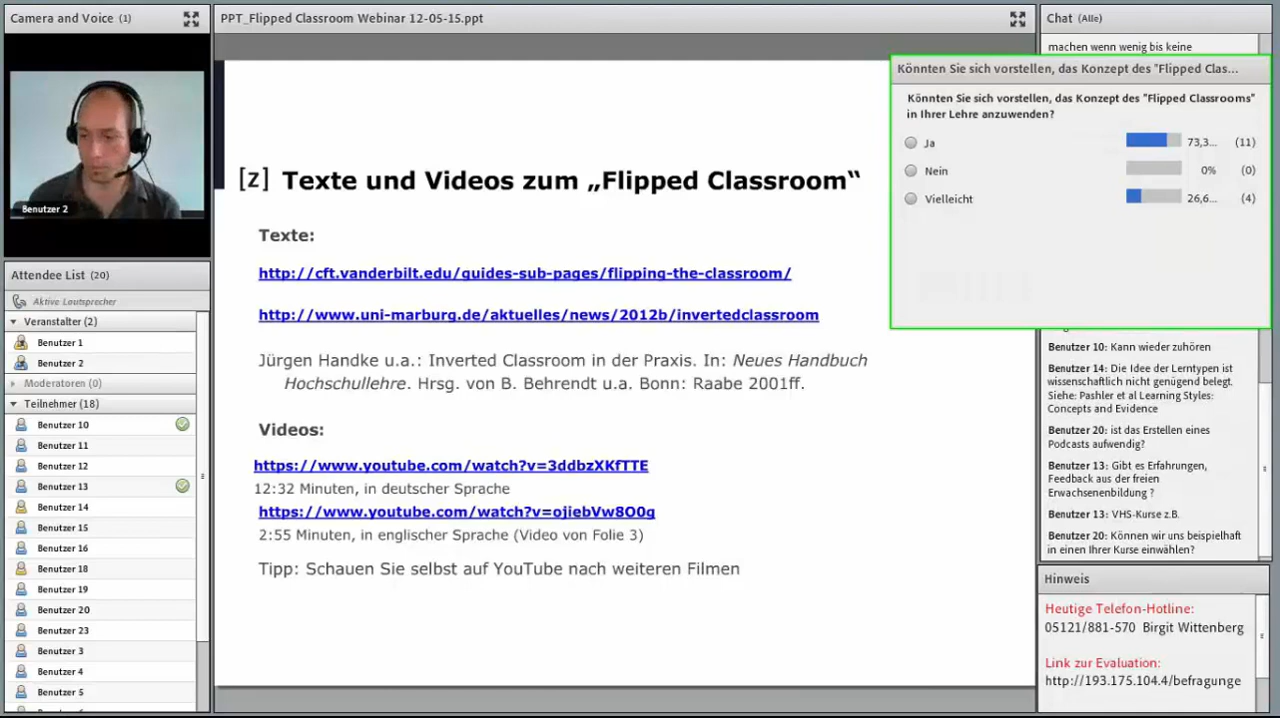 Camera and Voice (1)
Benutzer 2
Attendee List (20)
Aktive Lautsprecher
Veranstalter (2)
Benutzer 1
Benutzer 2
Moderatoren (0)
Teilnehmer (18)
Benutzer 10
Benutzer 11
Benutzer 12
Benutzer 13
Benutzer 14
Benutzer 15
Benutzer 16
Benutzer 18
Benutzer 19
Benutzer 20
Benutzer 23
Benutzer 3
Benutzer 4
Benutzer 5
PPT_Flipped Classroom Webinar 12-05-15.ppt
[z] Texte und Videos zum „Flipped Classroom“
Texte:
http://cft.vanderbilt.edu/guides-sub-pages/flipping-the-classroom/
http://www.uni-marburg.de/aktuelles/news/2012b/invertedclassroom
Jürgen Handke u.a.: Inverted Classroom in der Praxis. In: Neues Handbuch
Hochschullehre. Hrsg. von B. Behrendt u.a. Bonn: Raabe 2001ff.
Videos:
https://www.youtube.com/watch?v=3ddbzXKfTTE
12:32 Minuten, in deutscher Sprache
https://www.youtube.com/watch?v=ojiebVw8O0g
2:55 Minuten, in englischer Sprache (Video von Folie 3)
Tipp: Schauen Sie selbst auf YouTube nach weiteren Filmen
Chat (Alle)
machen wenn wenig bis keine
Könnten Sie sich vorstellen, das Konzept des "Flipped Clas...
Könnten Sie sich vorstellen, das Konzept des "Flipped Classrooms"
in Ihrer Lehre anzuwenden?
Ja 73,3... (11)
Nein 0% (0)
Vielleicht 26,6... (4)
Benutzer 10: Kann wieder zuhören
Benutzer 14: Die Idee der Lerntypen ist
wissenschaftlich nicht genügend belegt.
Siehe: Pashler et al Learning Styles:
Concepts and Evidence
Benutzer 20: ist das Erstellen eines
Podcasts aufwendig?
Benutzer 13: Gibt es Erfahrungen,
Feedback aus der freien
Erwachsenenbildung ?
Benutzer 13: VHS-Kurse z.B.
Benutzer 20: Können wir uns beispielhaft
in einen Ihrer Kurse einwählen?
Hinweis
Heutige Telefon-Hotline:
05121/881-570 Birgit Wittenberg
Link zur Evaluation:
http://193.175.104.4/befragunge